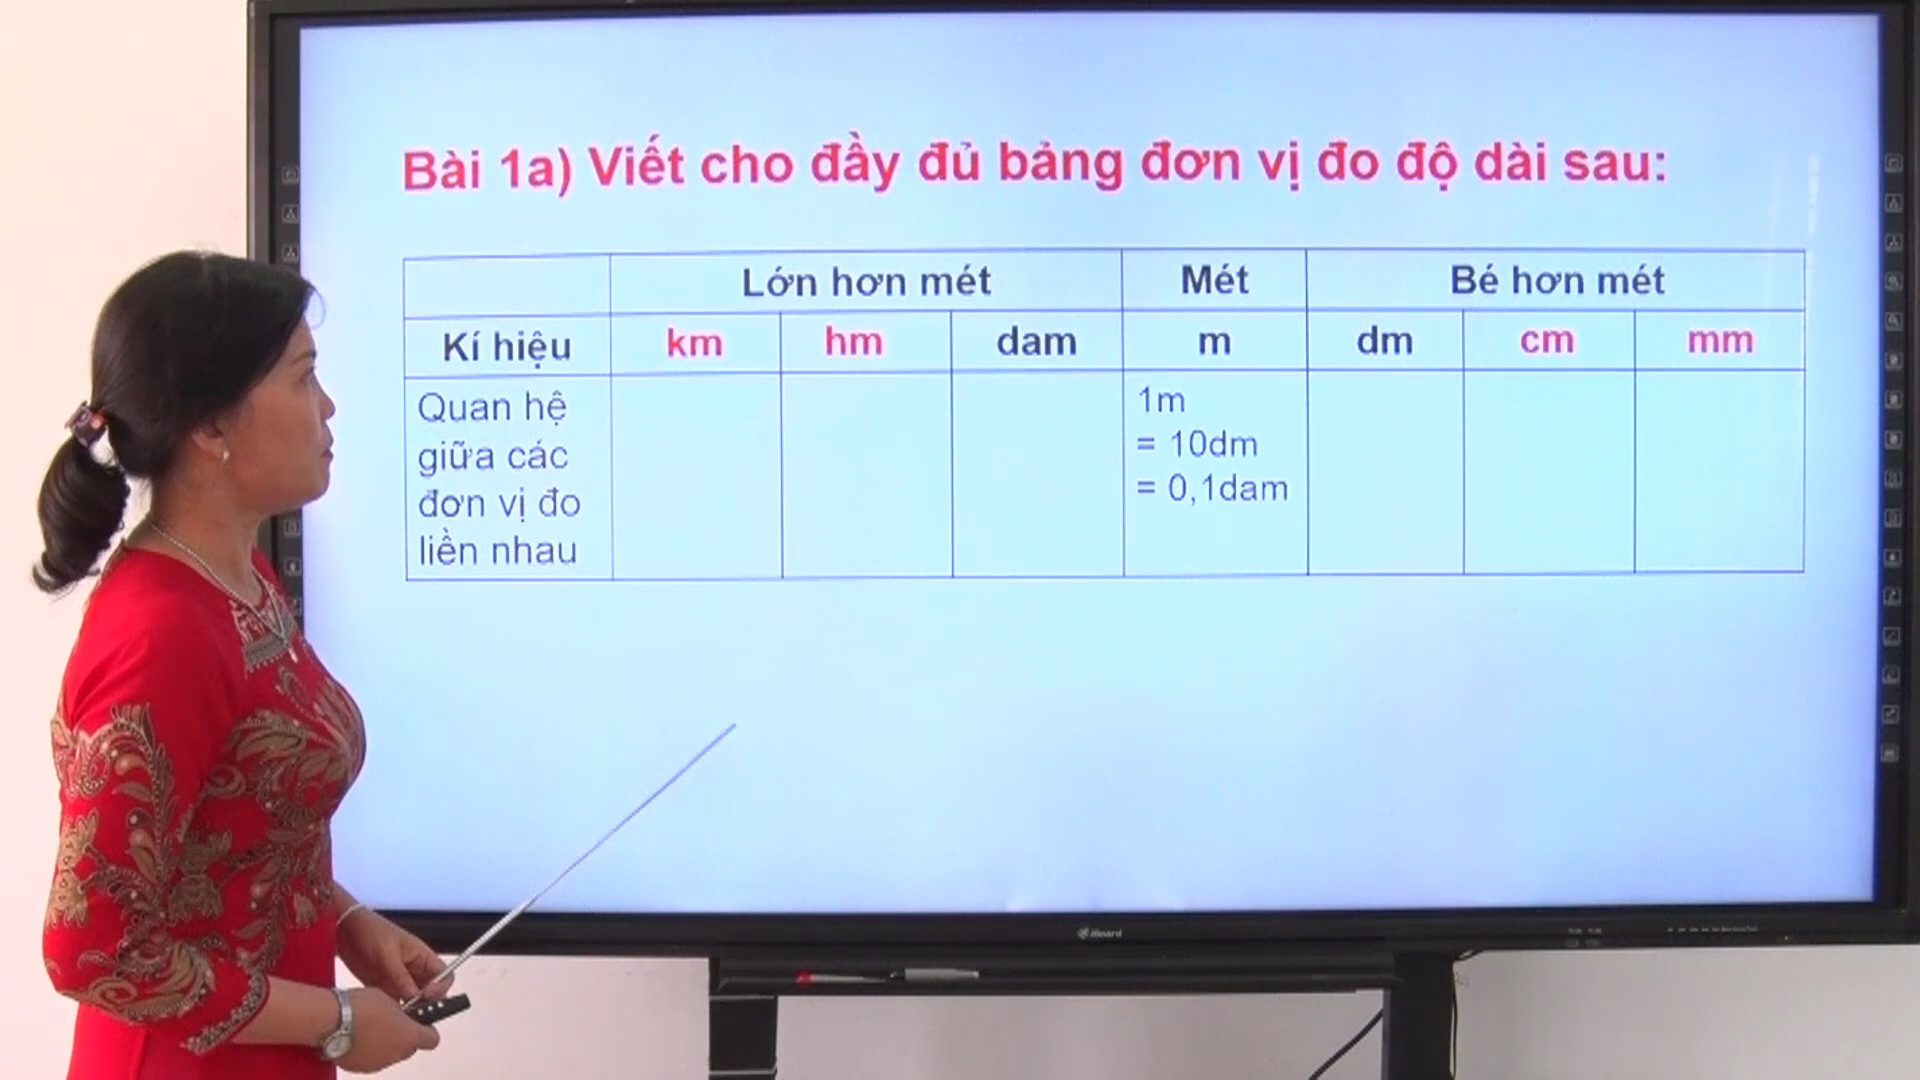 Bài 1a) Viết cho đầy đủ bảng đơn vị đo độ dài sau:
Lớn hơn mét Mét Bé hơn mét
Kí hiệu km hm dam m dm cm mm
Quan hệ
giữa các
đơn vị đo
liền nhau
1m
= 10dm
= 0,1dam